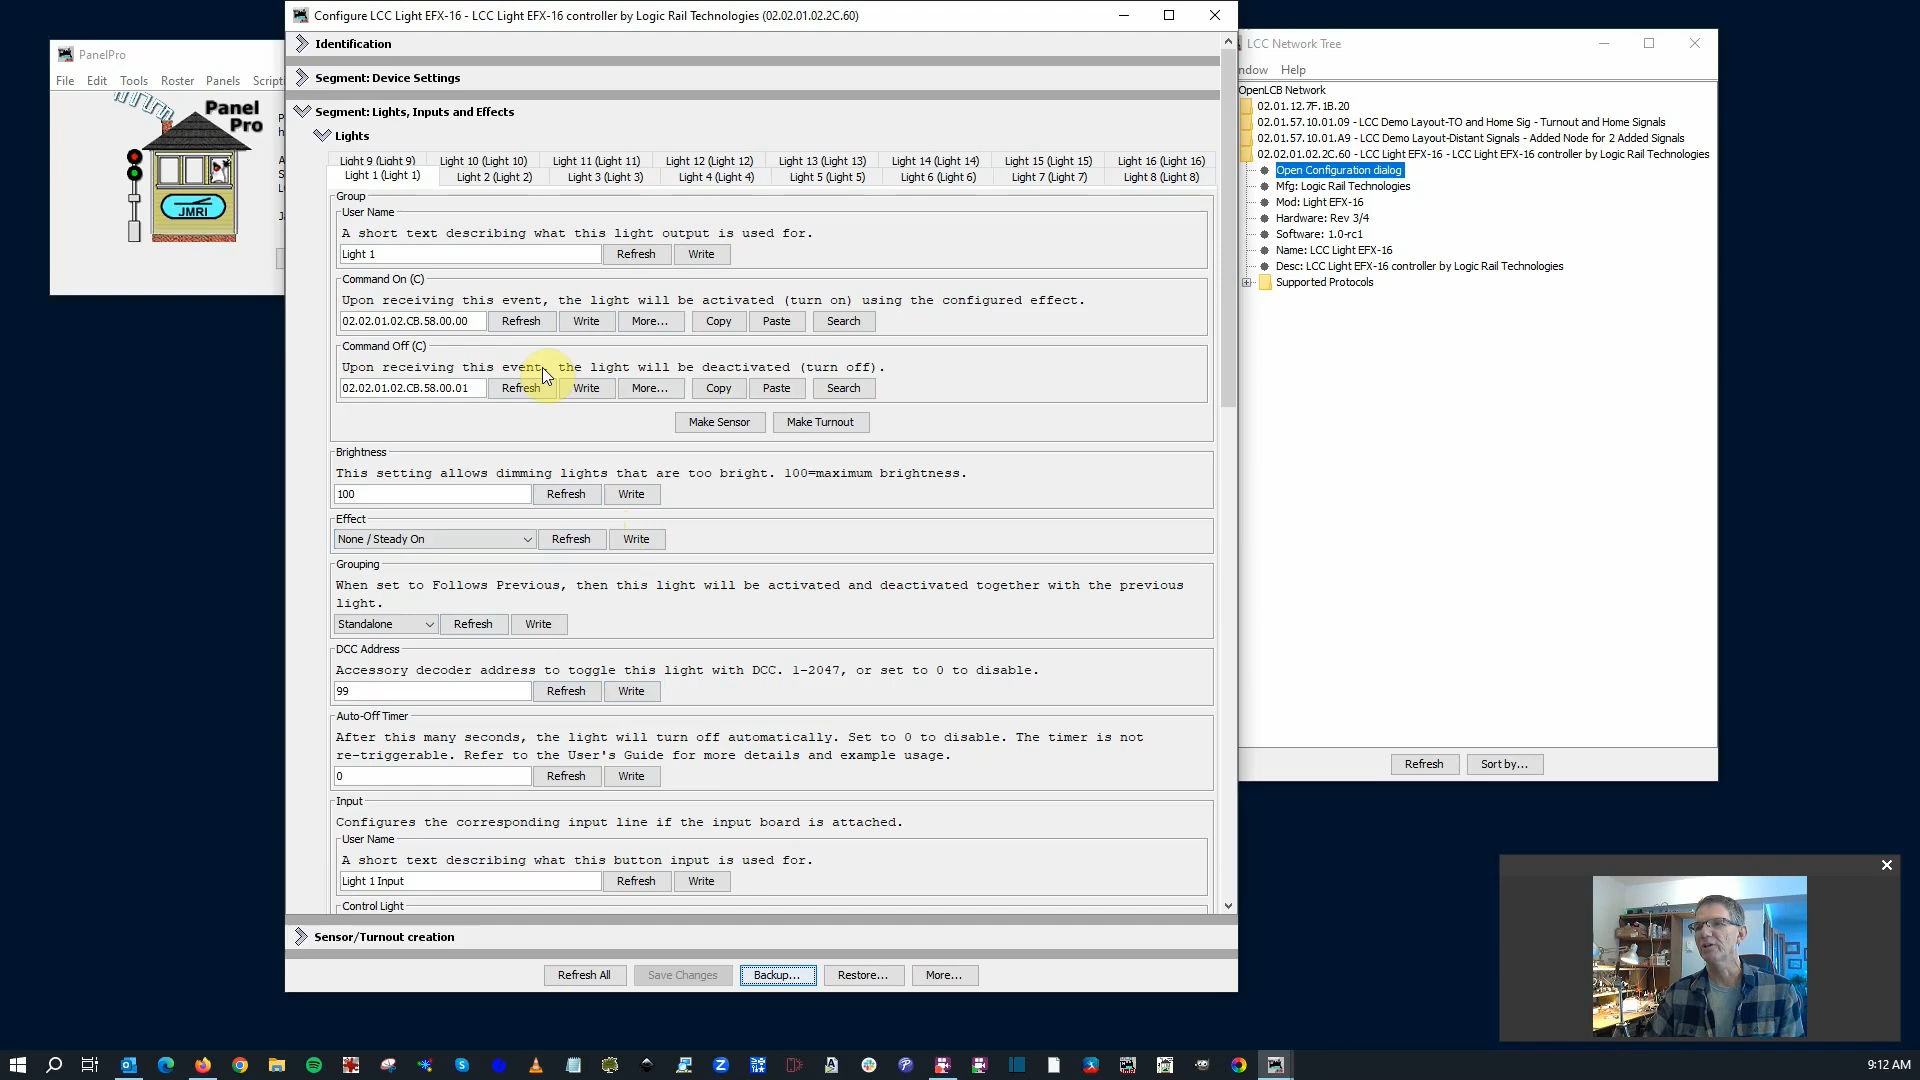 Configure LCC Light EFX-16 - LCC Light EFX-16 controller by Logic Rail Technologies (02.02.01.02.2C.60)
Identification
Segment: Device Settings
Segment: Lights, Inputs and Effects
Lights
Light 9 (Light 9) Light 10 (Light 10) Light 11 (Light 11) Light 12 (Light 12) Light 13 (Light 13) Light 14 (Light 14) Light 15 (Light 15) Light 16 (Light 16)
Light 1 (Light 1) Light 2 (Light 2) Light 3 (Light 3) Light 4 (Light 4) Light 5 (Light 5) Light 6 (Light 6) Light 7 (Light 7) Light 8 (Light 8)
Group
User Name
A short text describing what this light output is used for.
Light 1 Refresh Write
Command On (C)
Upon receiving this event, the light will be activated (turn on) using the configured effect.
02.02.01.02.CB.58.00.00 Refresh Write More... Copy Paste Search
Command Off (C)
Upon receiving this event, the light will be deactivated (turn off).
02.02.01.02.CB.58.00.01 Refresh Write More... Copy Paste Search
Make Sensor Make Turnout
Brightness
This setting allows dimming lights that are too bright. 100=maximum brightness.
100 Refresh Write
Effect
None / Steady On Refresh Write
Grouping
When set to Follows Previous, then this light will be activated and deactivated together with the previous
light.
Standalone Refresh Write
DCC Address
Accessory decoder address to toggle this light with DCC. 1-2047, or set to 0 to disable.
99 Refresh Write
Auto-Off Timer
After this many seconds, the light will turn off automatically. Set to 0 to disable. The timer is not
re-triggerable. Refer to the User's Guide for more details and example usage.
0 Refresh Write
Input
Configures the corresponding input line if the input board is attached.
User Name
A short text describing what this button input is used for.
Light 1 Input Refresh Write
Control Light
Sensor/Turnout creation
Refresh All Save Changes Backup... Restore... More...
PanelPro
File Edit Tools Roster Panels Scripti
Panel
Pro
JMRI
LCC Network Tree
ndow Help
OpenLCB Network
02.01.12.7F.1B.20
02.01.57.10.01.09 - LCC Demo Layout-TO and Home Sig - Turnout and Home Signals
02.01.57.10.01.A9 - LCC Demo Layout-Distant Signals - Added Node for 2 Added Signals
02.02.01.02.2C.60 - LCC Light EFX-16 - LCC Light EFX-16 controller by Logic Rail Technologies
Open Configuration dialog
Mfg: Logic Rail Technologies
Mod: Light EFX-16
Hardware: Rev 3/4
Software: 1.0-rc1
Name: LCC Light EFX-16
Desc: LCC Light EFX-16 controller by Logic Rail Technologies
Supported Protocols
Refresh Sort by...
9:12 AM